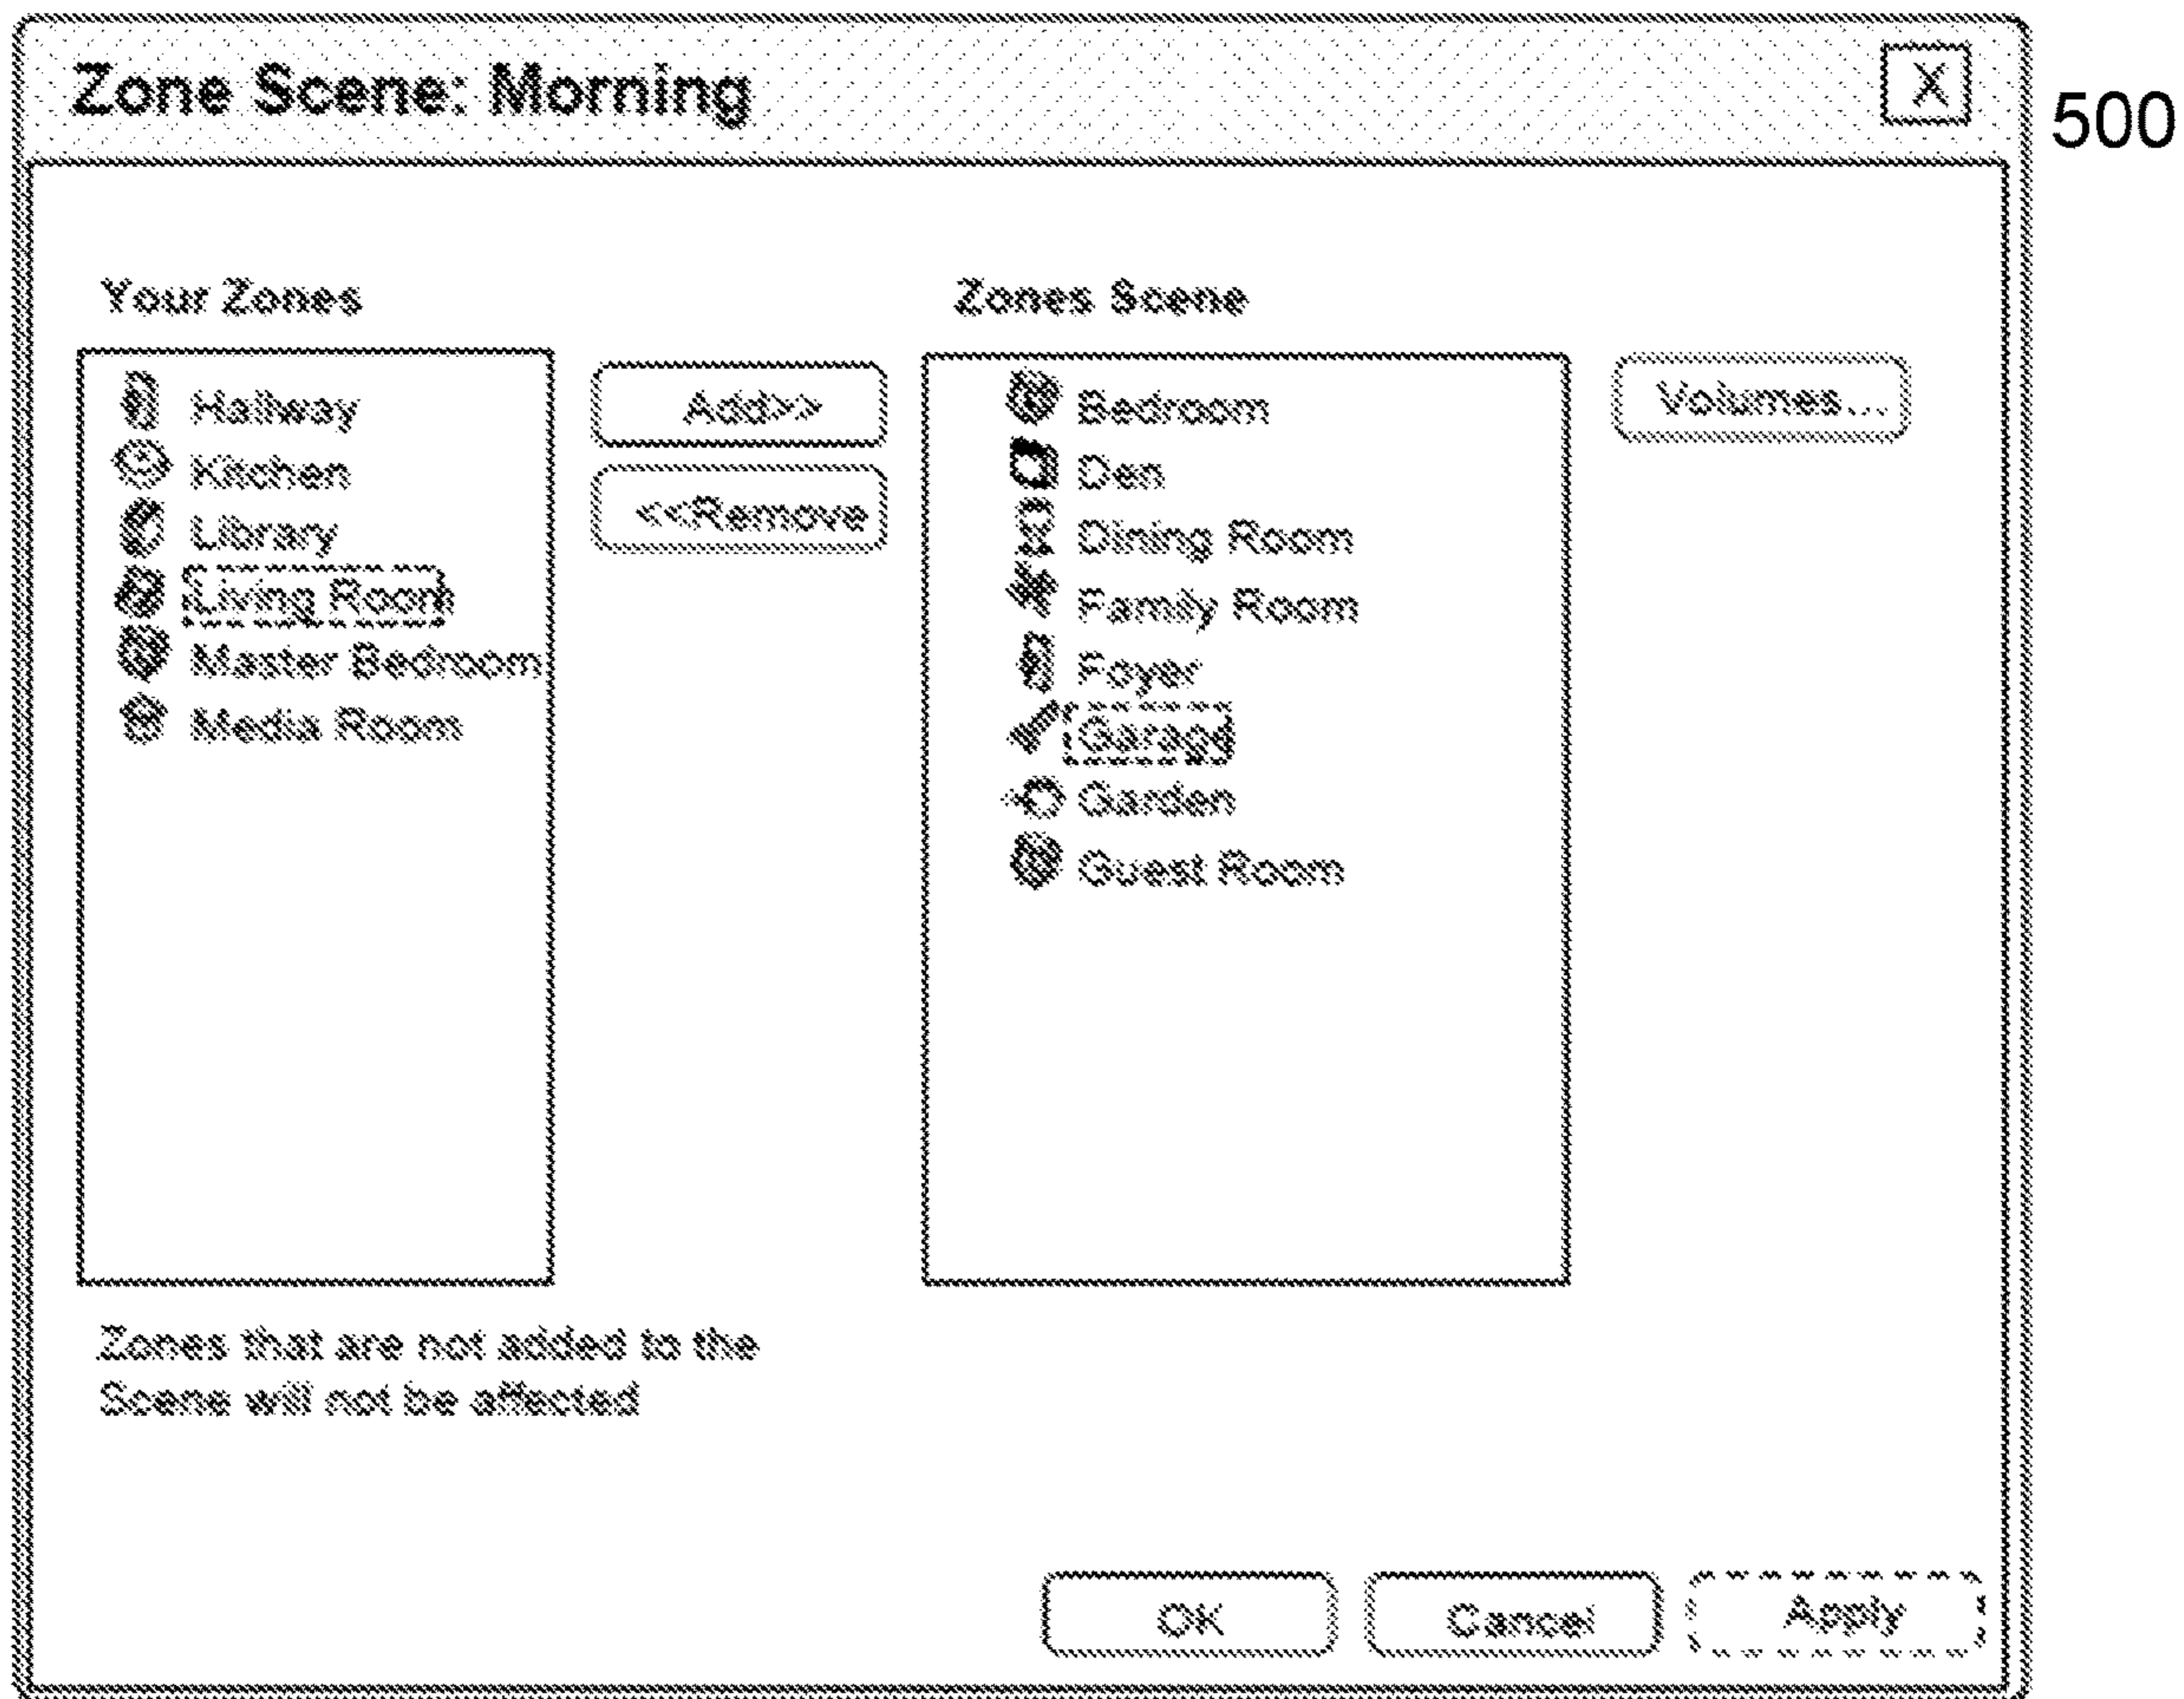 Zone Scene: Morning
X
500
Your Zones
Zones Scene
Hallway
Kitchen
Library
Living Room
Master Bedroom
Media Room
Add>>
<<Remove
Bedroom
Den
Dining Room
Family Room
Foyer
Garage
Garden
Guest Room
Volumes...
Zones that are not added to the
Scene will not be affected
OK
Cancel
Apply